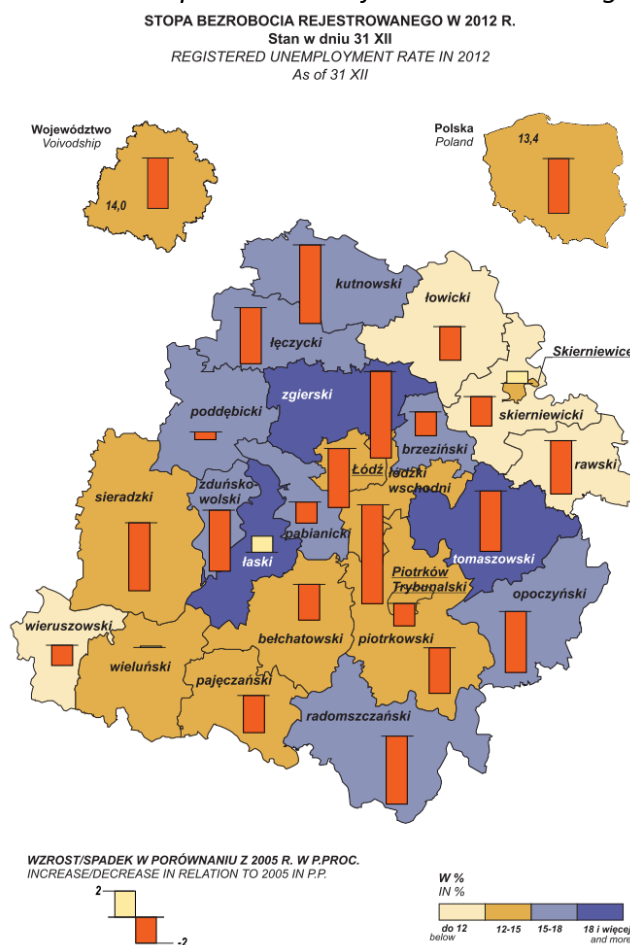 STOPA BEZROBOCIA REJESTROWANEGO W 2012 R.
Stan w dniu 31 XII
REGISTERED UNEMPLOYMENT RATE IN 2012
As of 31 XII
Województwo
Voivodship
14,0
Polska
Poland
13,4
kutnowski
łowicki
łęczycki
Skierniewice
zgierski
poddębicki
skierniewicki
brzeziński
rawski
Łódź
łódzki
wschodni
zduńsko-
wolski
sieradzki
pabianicki
łaski
tomaszowski
Piotrków
Trybunalski
opoczyński
wieruszowski
bełchatowski
piotrkowski
wieluński
pajęczański
radomszczański
WZROST/SPADEK W PORÓWNANIU Z 2005 R. W P.PROC.
INCREASE/DECREASE IN RELATION TO 2005 IN P.P.
2
-2
W %
IN %
do 12
below
12-15
15-18
18 i więcej
and more